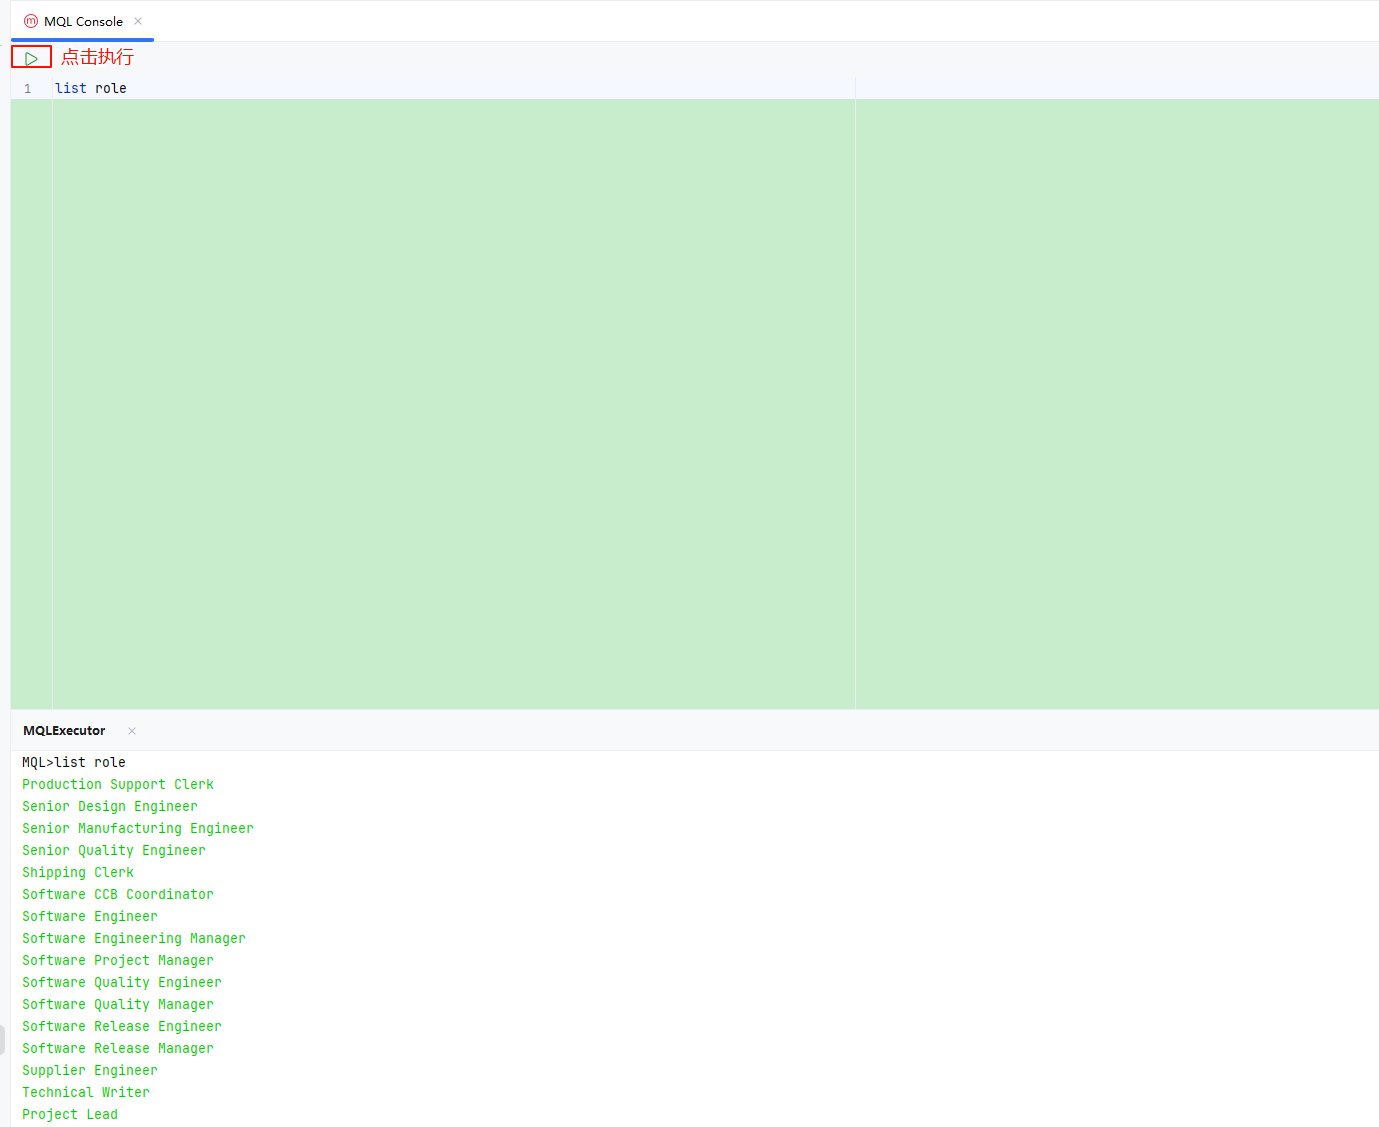 MQL Console
点击执行
1 list role
MQLExecutor
MQL>list role
Production Support Clerk
Senior Design Engineer
Senior Manufacturing Engineer
Senior Quality Engineer
Shipping Clerk
Software CCB Coordinator
Software Engineer
Software Engineering Manager
Software Project Manager
Software Quality Engineer
Software Quality Manager
Software Release Engineer
Software Release Manager
Supplier Engineer
Technical Writer
Project Lead